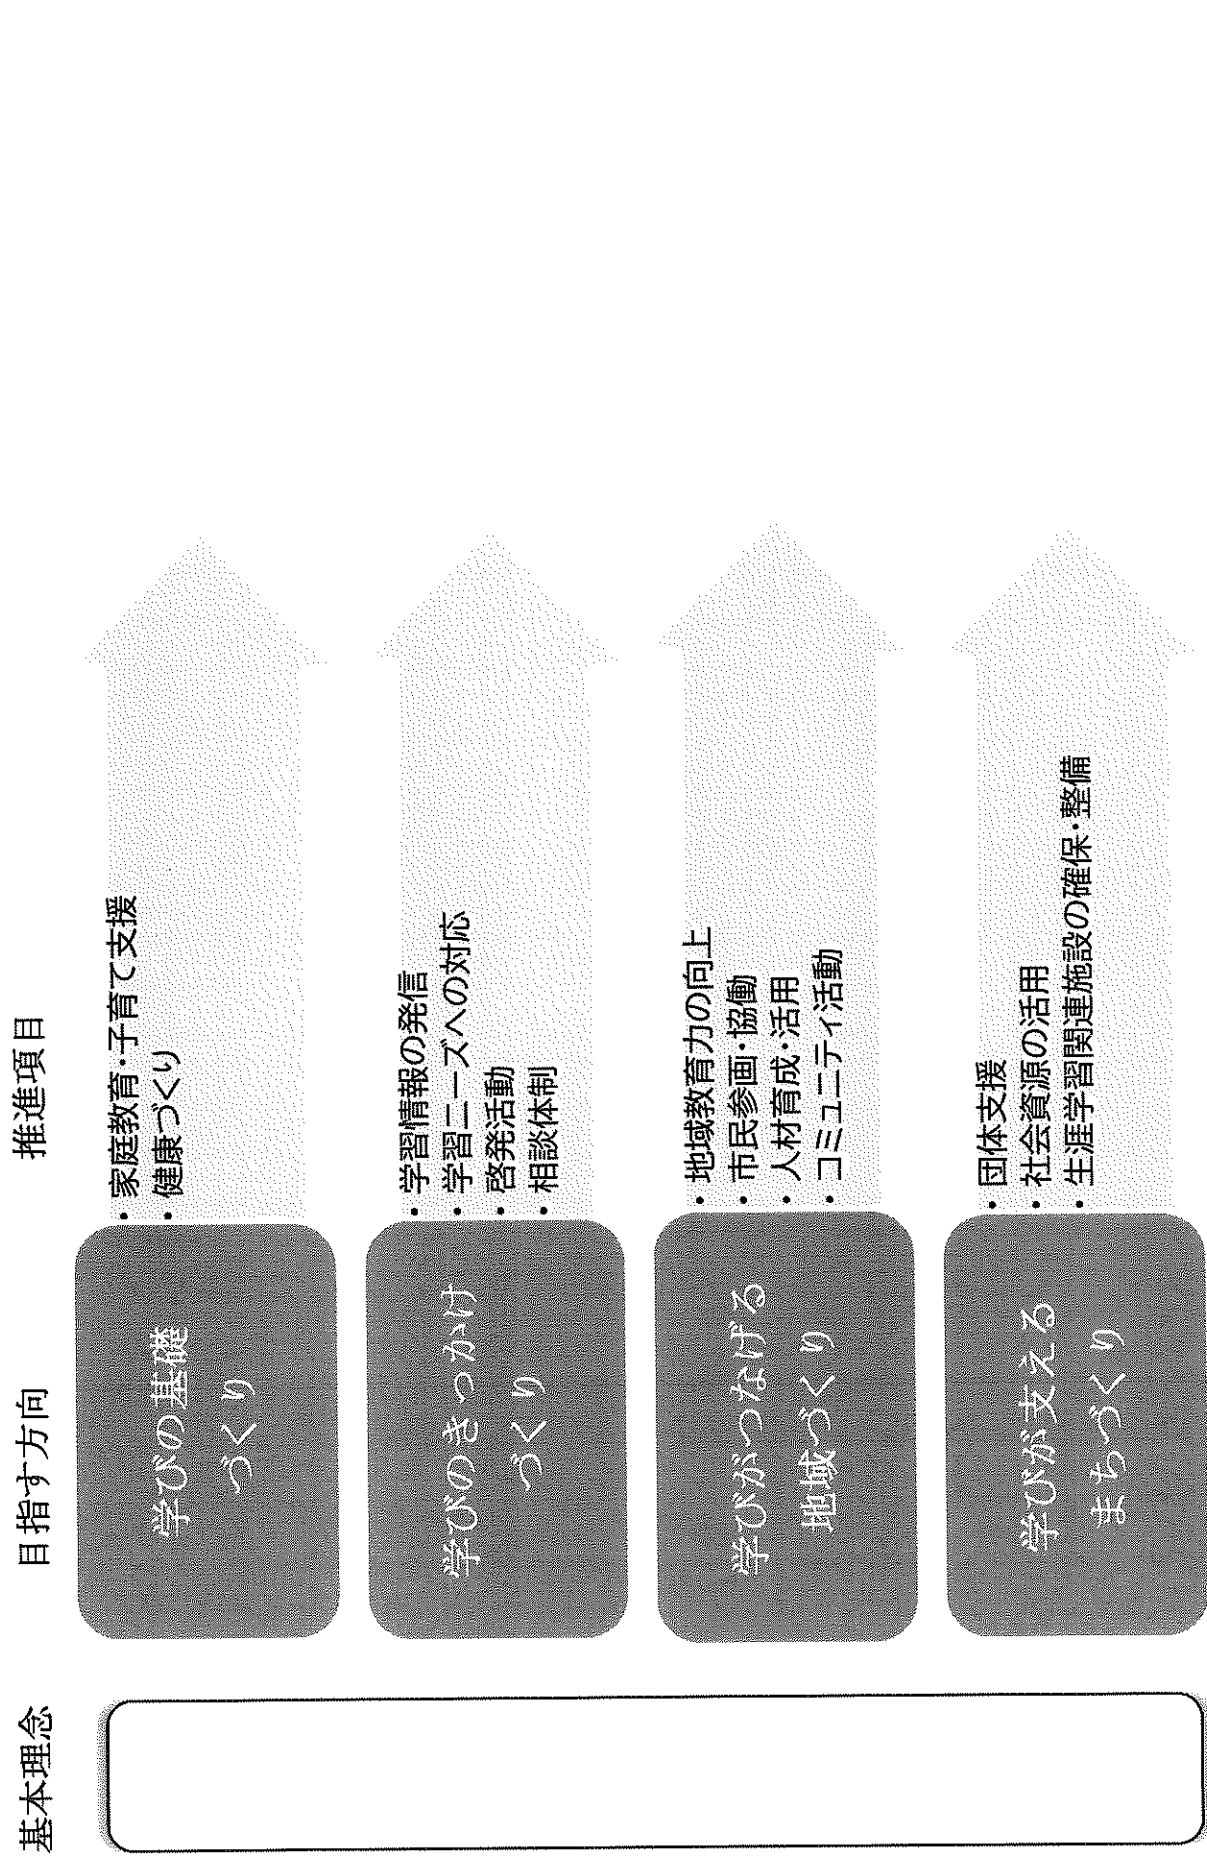 基本理念
目指す方向
推進項目
学びの基礎
づくり
・家庭教育・子育て支援
・健康づくり
学びのきっかけ
づくり
・学習情報の発信
・学習ニーズへの対応
・啓発活動
・相談体制
学びがつなげる
地域づくり
・地域教育力の向上
・市民参画・協働
・人材育成・活用
・コミュニティ活動
学びが支える
まちづくり
・団体支援
・社会資源の活用
・生涯学習関連施設の確保・整備